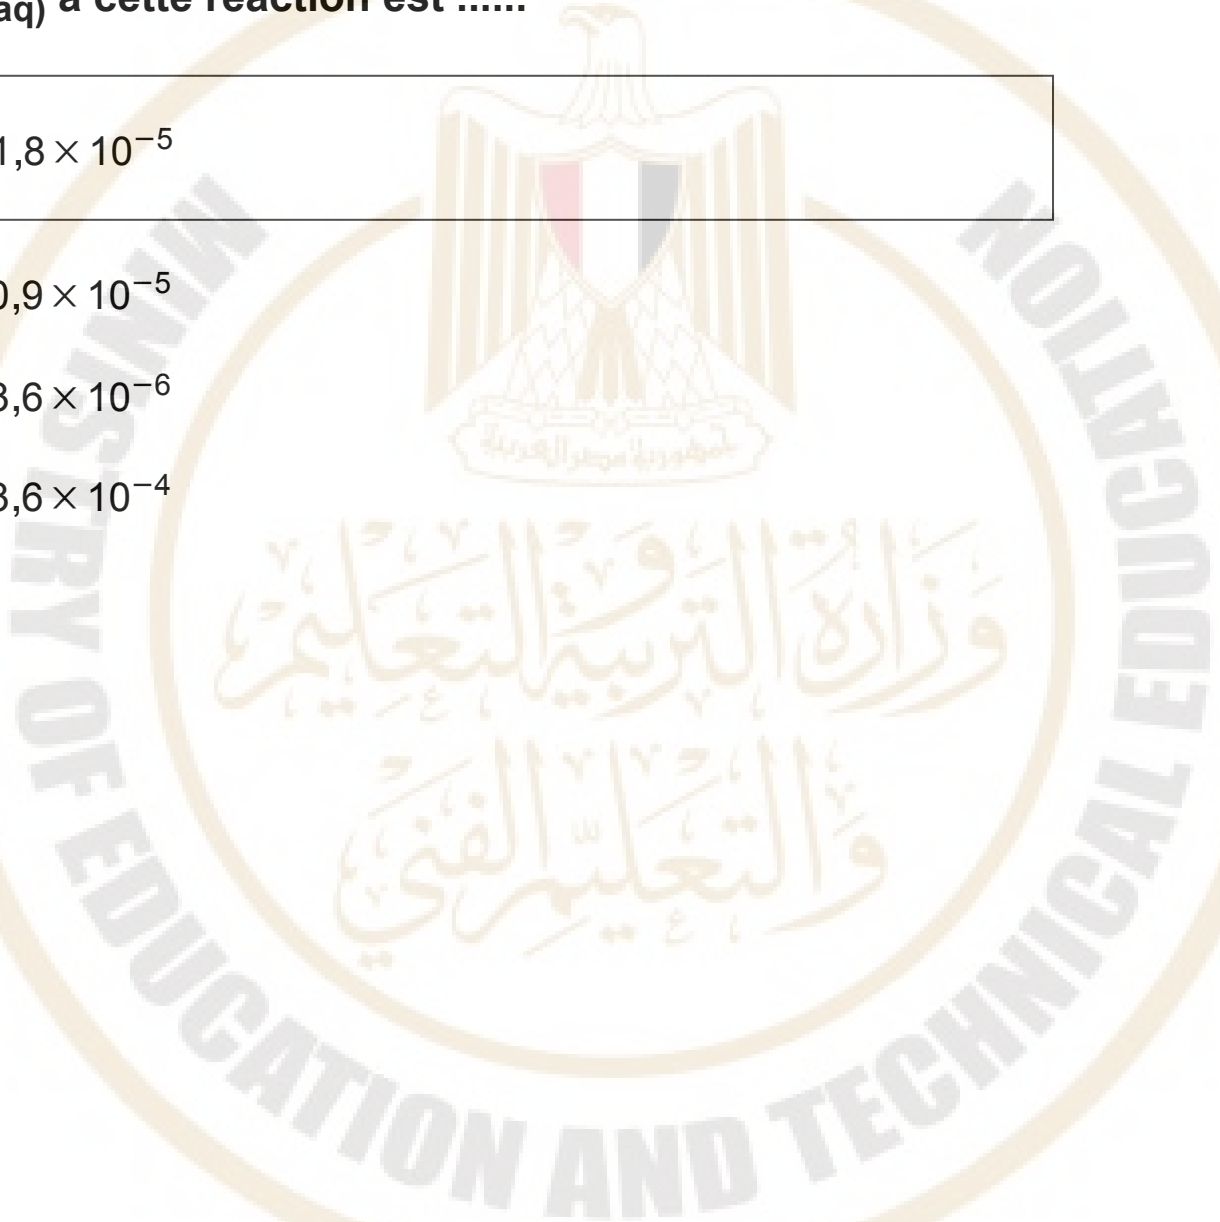 aq) à cette réaction est ......
1,8 × 10⁻⁵
0,9 × 10⁻⁵
3,6 × 10⁻⁶
3,6 × 10⁻⁴
جمهورية مصر العربية
وزارة التربية والتعليم
والتعليم الفني
MINISTRY OF EDUCATION AND TECHNICAL EDUCATION